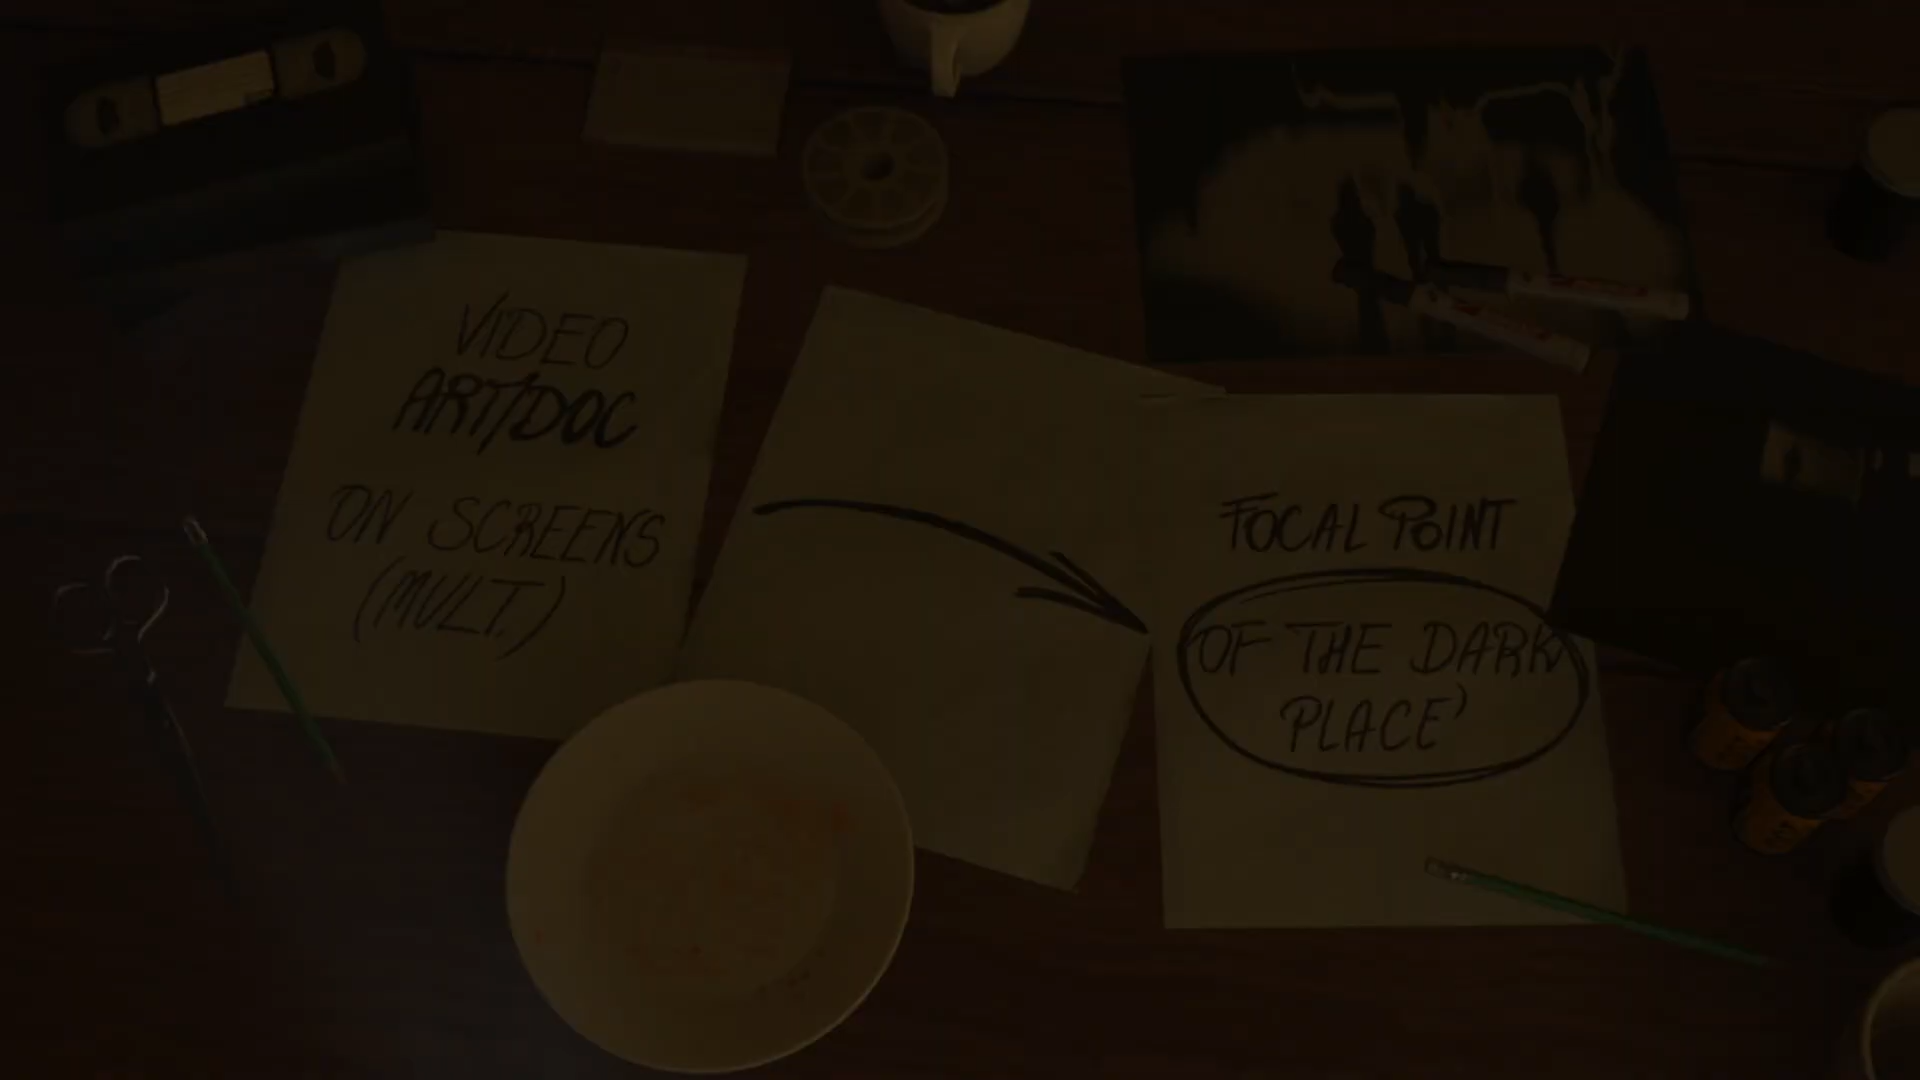 VIDEO
ART/DOC
ON SCREENS
(MULT.)
FOCAL POINT
OF THE DARK
PLACE'